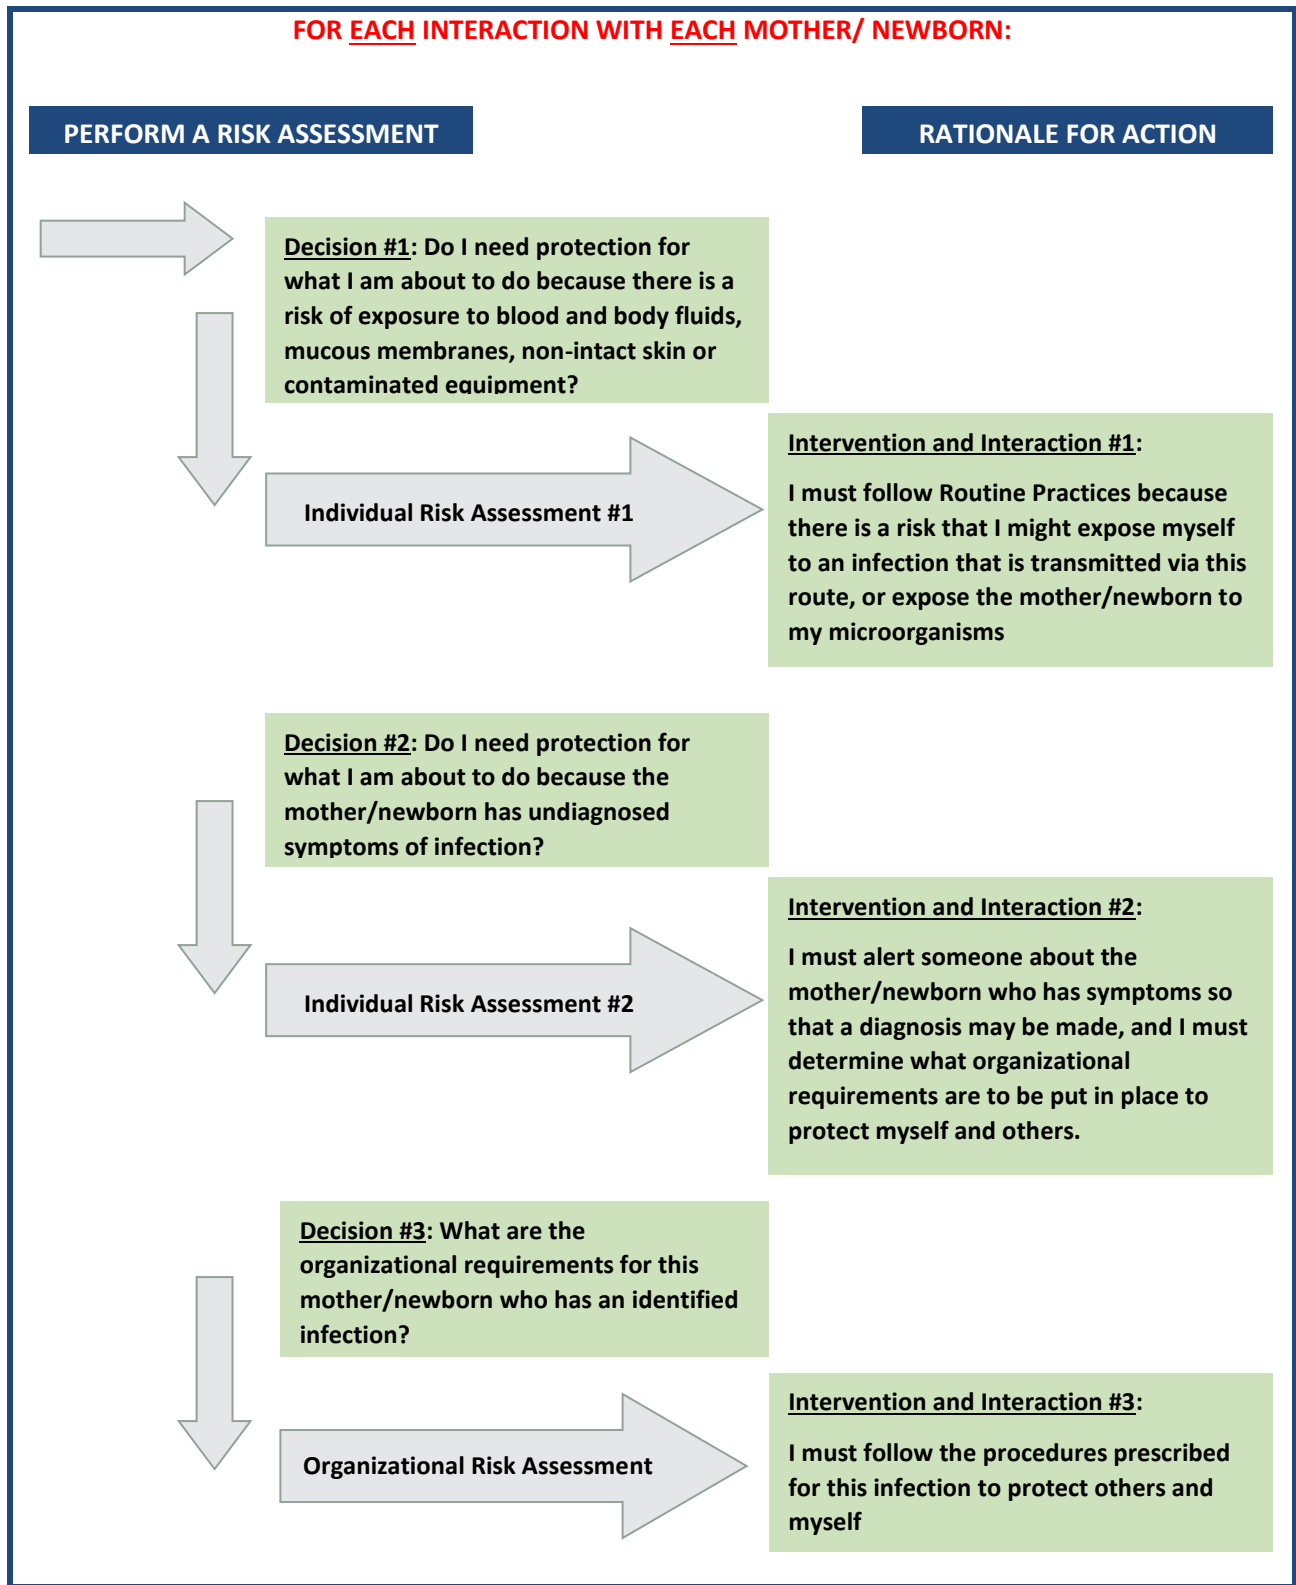 FOR EACH INTERACTION WITH EACH MOTHER/ NEWBORN:
PERFORM A RISK ASSESSMENT
RATIONALE FOR ACTION
Decision #1: Do I need protection for
what I am about to do because there is a
risk of exposure to blood and body fluids,
mucous membranes, non-intact skin or
contaminated equipment?
Individual Risk Assessment #1
Intervention and Interaction #1:
I must follow Routine Practices because
there is a risk that I might expose myself
to an infection that is transmitted via this
route, or expose the mother/newborn to
my microorganisms
Decision #2: Do I need protection for
what I am about to do because the
mother/newborn has undiagnosed
symptoms of infection?
Individual Risk Assessment #2
Intervention and Interaction #2:
I must alert someone about the
mother/newborn who has symptoms so
that a diagnosis may be made, and I must
determine what organizational
requirements are to be put in place to
protect myself and others.
Decision #3: What are the
organizational requirements for this
mother/newborn who has an identified
infection?
Organizational Risk Assessment
Intervention and Interaction #3:
I must follow the procedures prescribed
for this infection to protect others and
myself